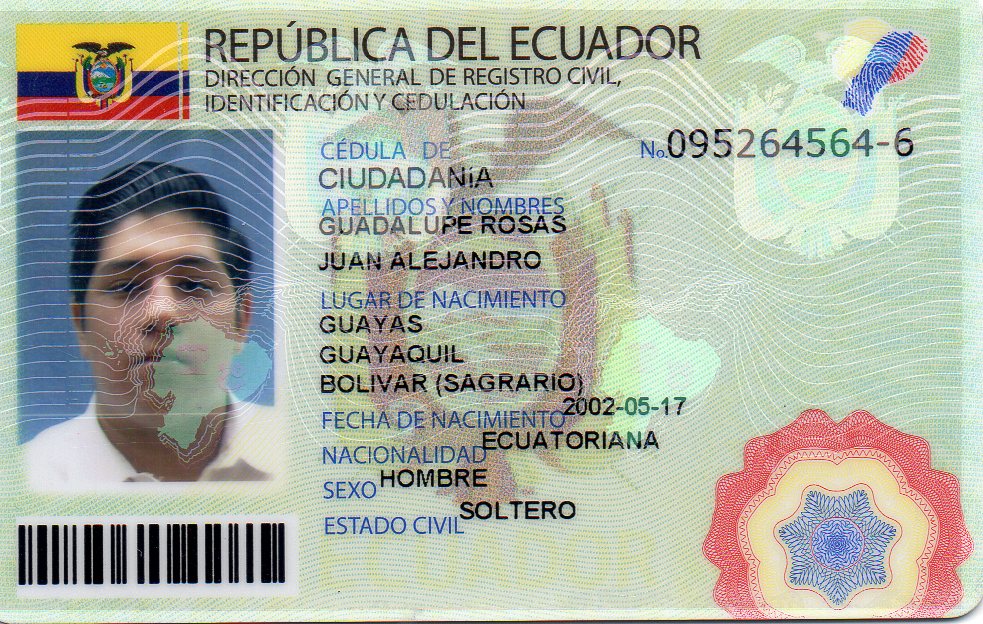 REPÚBLICA DEL ECUADOR
DIRECCIÓN GENERAL DE REGISTRO CIVIL,
IDENTIFICACIÓN Y CEDULACIÓN
CÉDULA DE
No.095264564-6
CIUDADANíA
APELLIDOS Y NOMBRES
GUADALUPE ROSAS
JUAN ALEJANDRO
LUGAR DE NACIMIENTO
GUAYAS
GUAYAQUIL
BOLIVAR (SAGRARIO)
FECHA DE NACIMIENTO 2002-05-17
NACIONALIDAD ECUATORIANA
SEXO HOMBRE
ESTADO CIVIL SOLTERO
ECUADOR